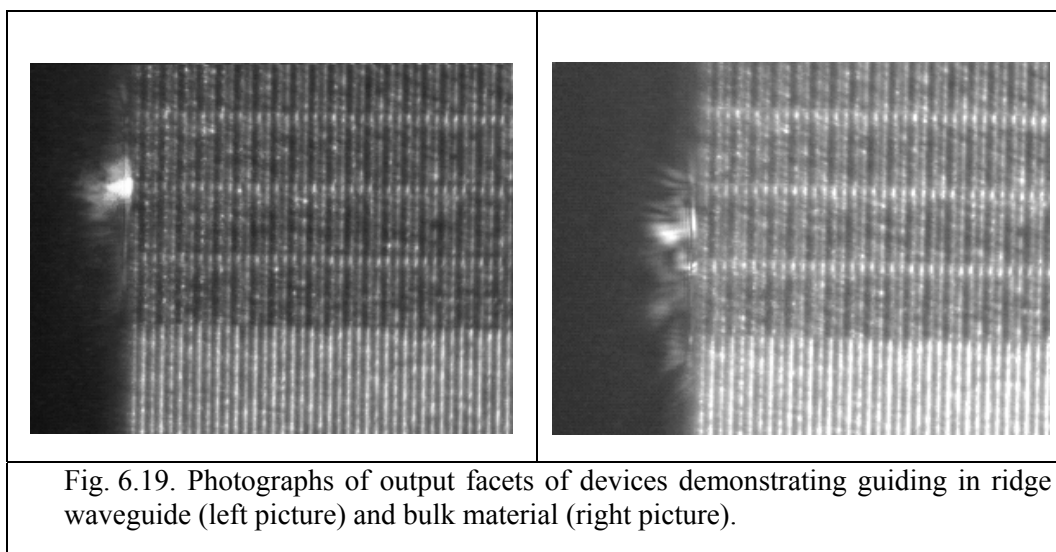 Fig. 6.19. Photographs of output facets of devices demonstrating guiding in ridge
waveguide (left picture) and bulk material (right picture).